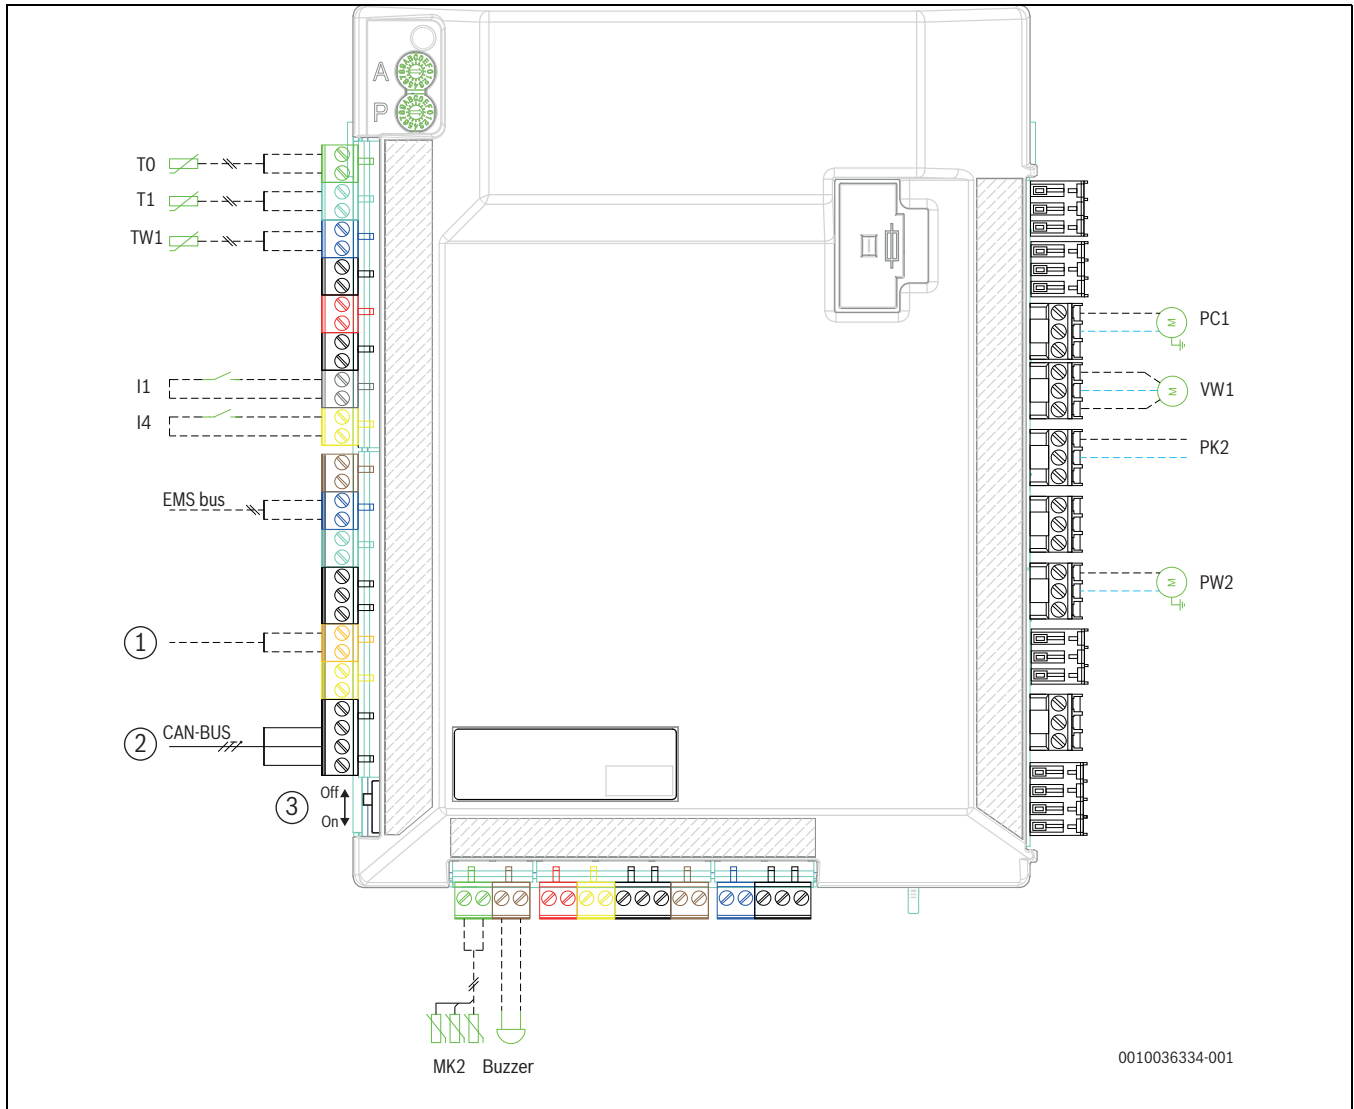 A
P
T0
T1
TW1
I1
I4
EMS bus
1
2 CAN-BUS
3 Off
On
PC1
M
VW1
M
PK2
PW2
M
MK2 Buzzer
0010036334-001